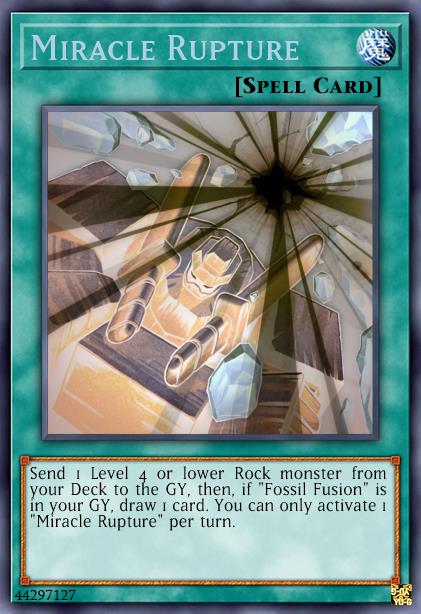 Miracle Rupture
魔
[Spell Card]
Send 1 Level 4 or lower Rock monster from
your Deck to the GY, then, if "Fossil Fusion" is
in your GY, draw 1 card. You can only activate 1
"Miracle Rupture" per turn.
44297127